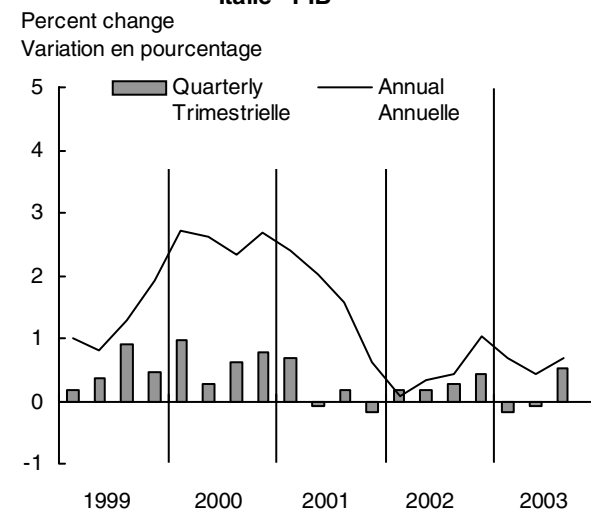 Percent change
Variation en pourcentage
Quarterly
Trimestrielle
Annual
Annuelle
5
4
3
2
1
0
-1
1999 2000 2001 2002 2003